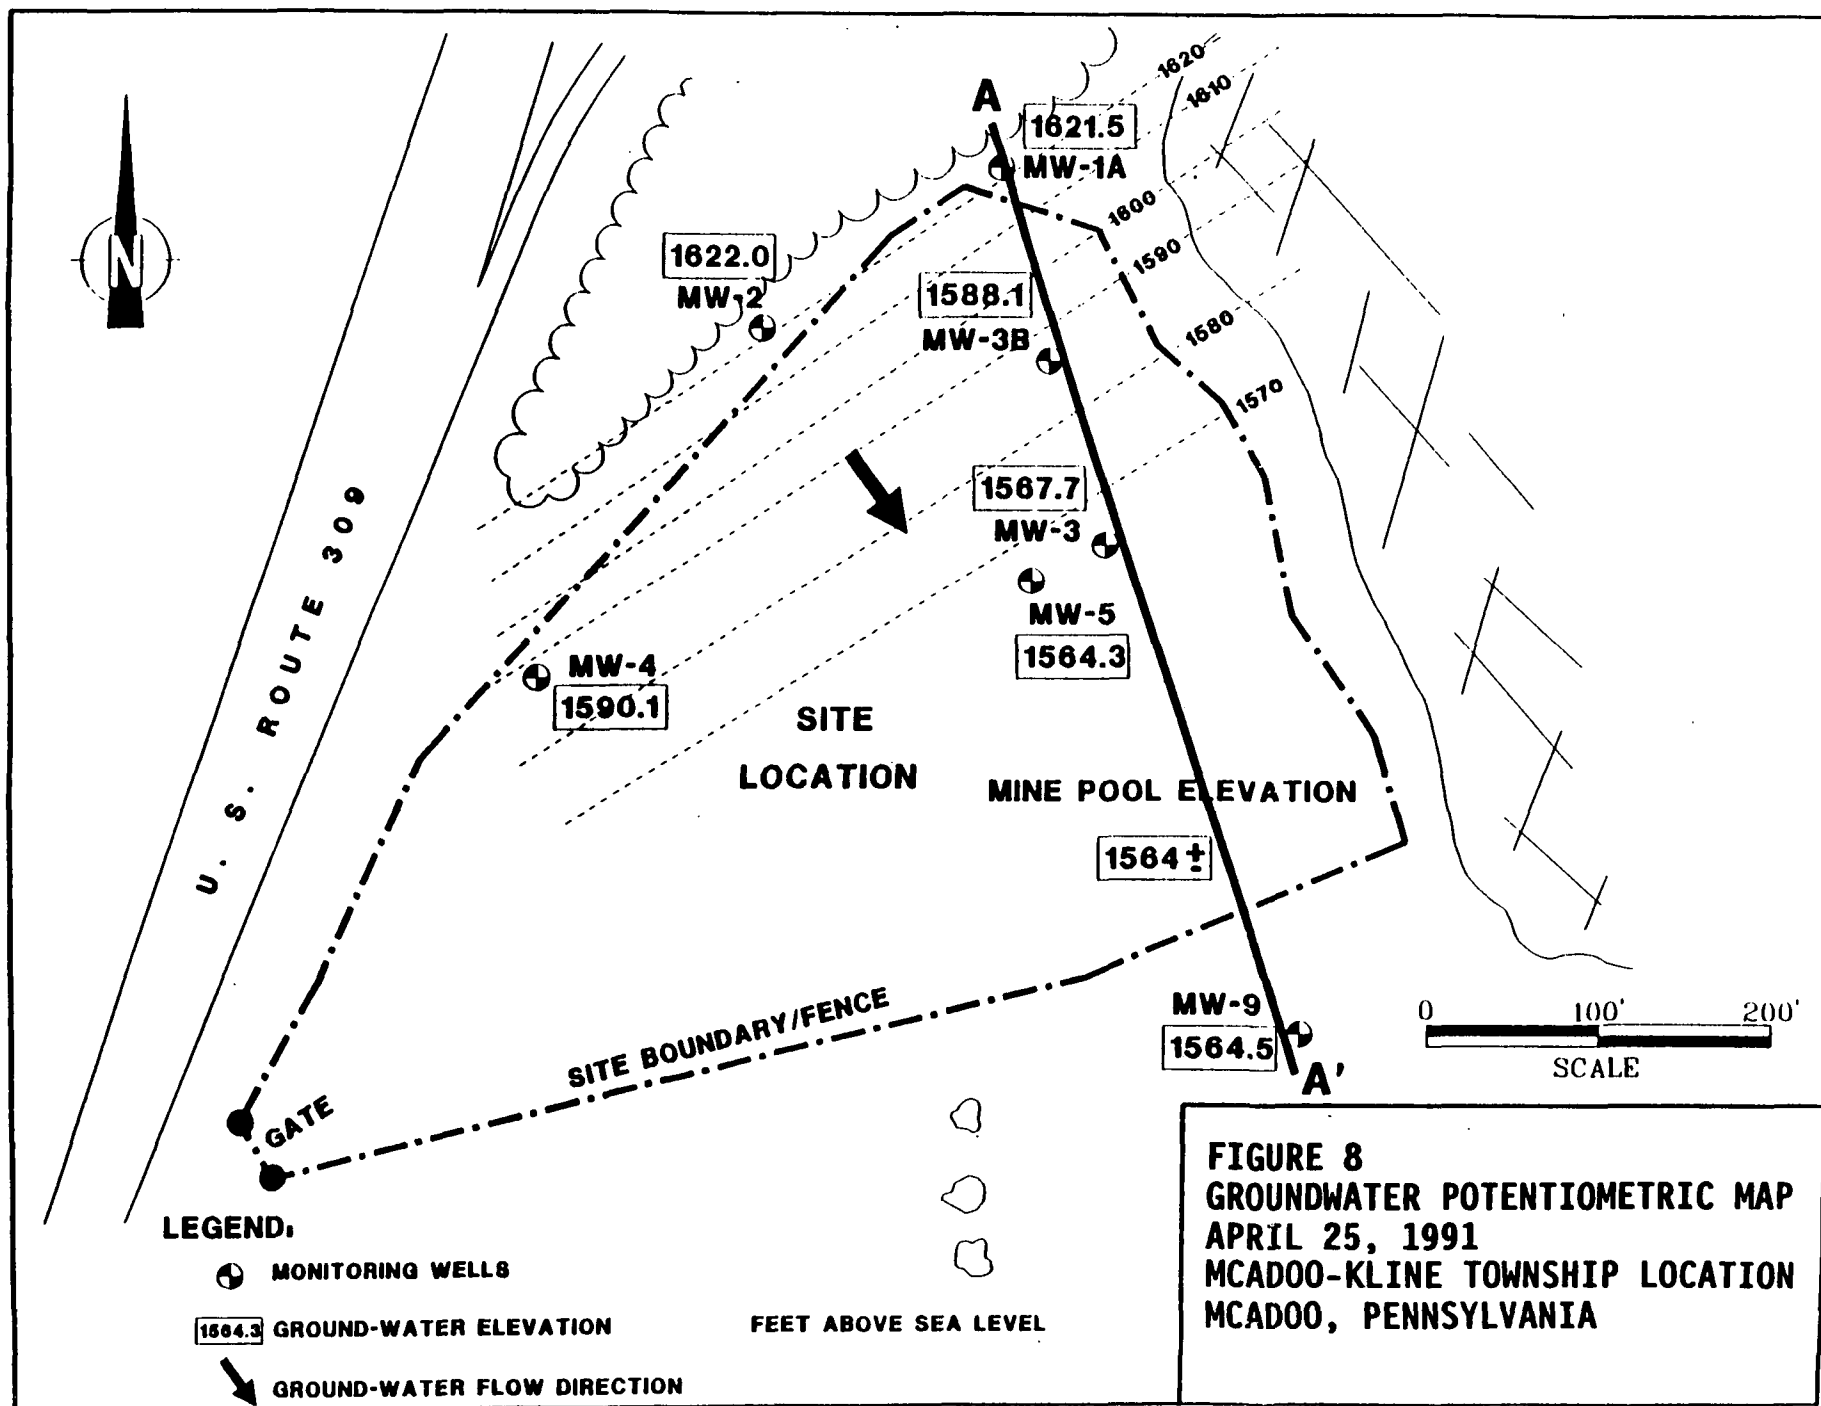 1620
1610
A
1621.5
MW-1A
N
1600
1622.0
MW-2
1590
1588.1
MW-3B
1580
1570
1567.7
MW-3
U. S. ROUTE 309
MW-5
1564.3
MW-4
1590.1
SITE
LOCATION
MINE POOL ELEVATION
1564 ±
MW-9
1564.5
A'
0 100' 200'
SCALE
SITE BOUNDARY/FENCE
GATE
LEGEND:
MONITORING WELLS
1564.3 GROUND-WATER ELEVATION
FEET ABOVE SEA LEVEL
GROUND-WATER FLOW DIRECTION
FIGURE 8
GROUNDWATER POTENTIOMETRIC MAP
APRIL 25, 1991
MCADOO-KLINE TOWNSHIP LOCATION
MCADOO, PENNSYLVANIA